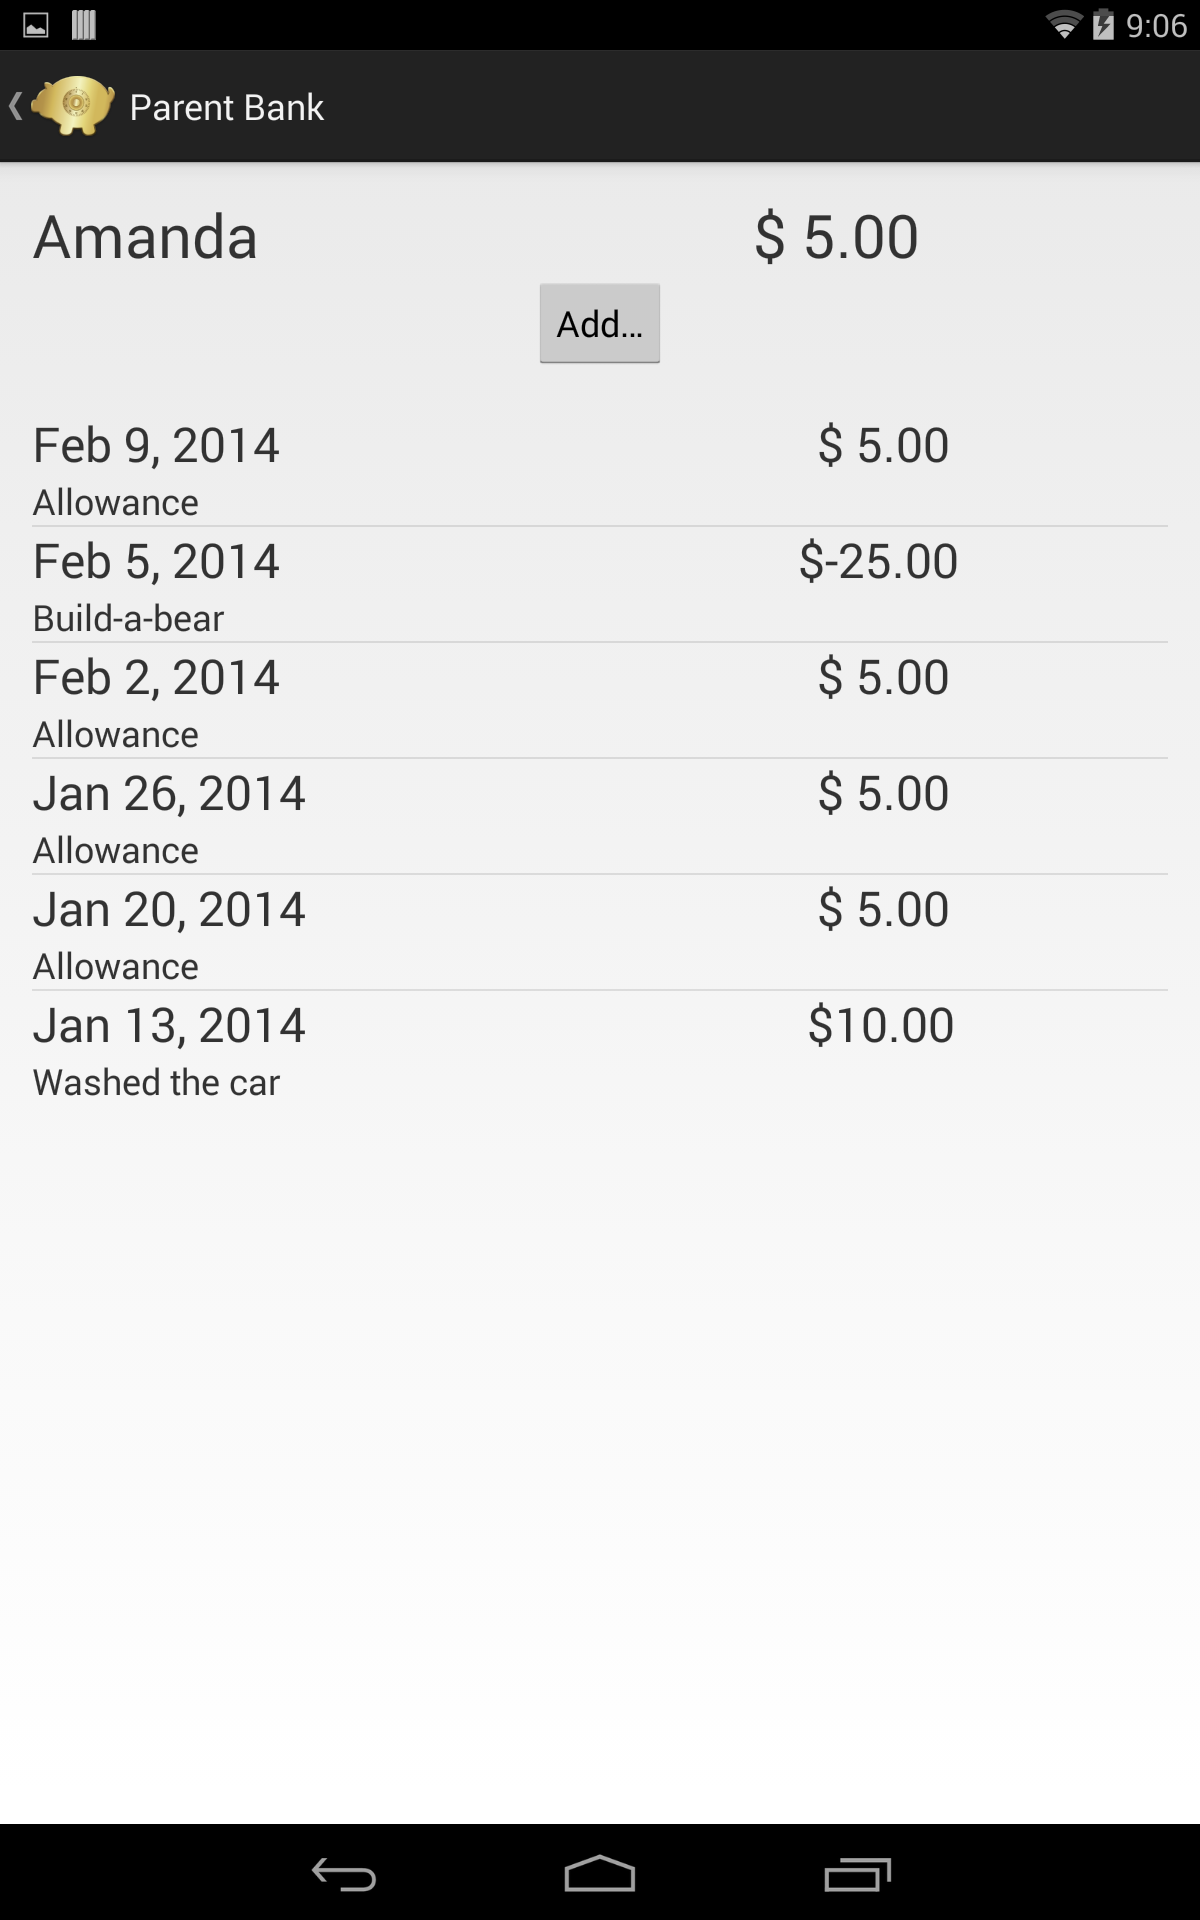 9:06
Parent Bank
Amanda $ 5.00
Add...
Feb 9, 2014 $ 5.00
Allowance
Feb 5, 2014 $-25.00
Build-a-bear
Feb 2, 2014 $ 5.00
Allowance
Jan 26, 2014 $ 5.00
Allowance
Jan 20, 2014 $ 5.00
Allowance
Jan 13, 2014 $10.00
Washed the car